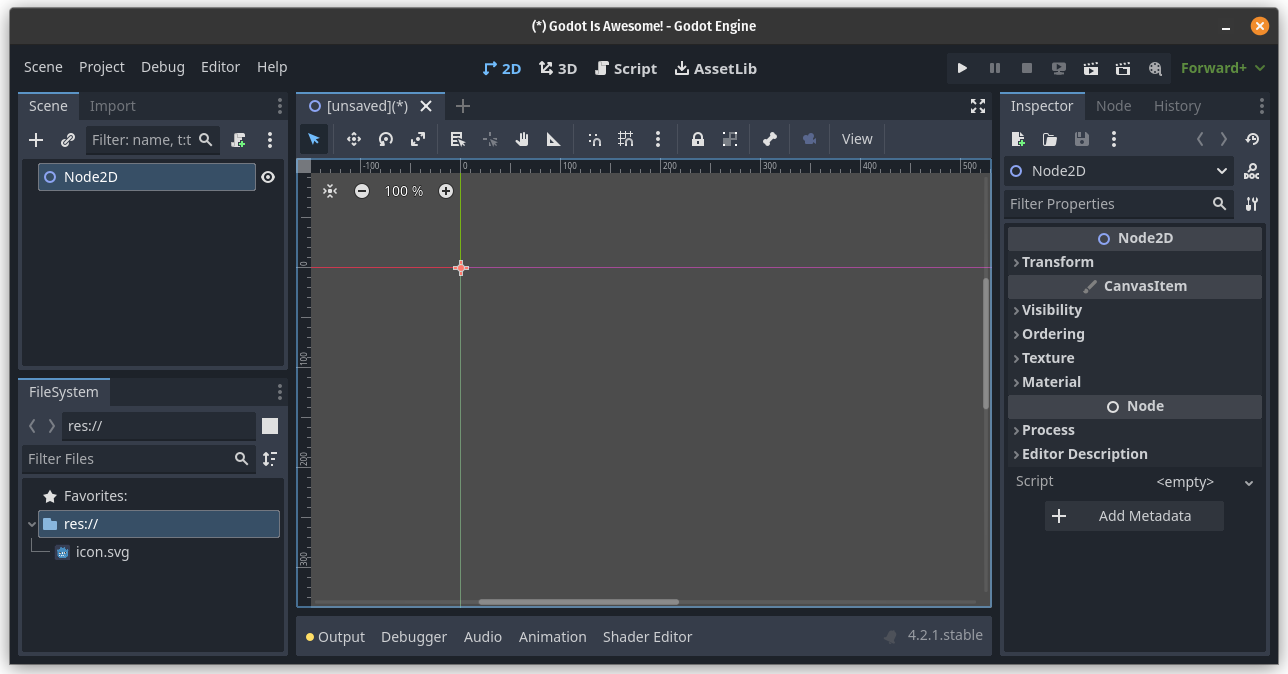 (*) Godot Is Awesome! - Godot Engine
Scene Project Debug Editor Help 2D 3D Script AssetLib Forward+
Scene Import
Filter: name, t:t
Node2D
FileSystem
res://
Filter Files
Favorites:
res://
icon.svg
[unsaved](*)
View
-100 0 100 200 300 400 500
100 %
0
100
200
300
Output Debugger Audio Animation Shader Editor 4.2.1.stable
Inspector Node History
Node2D
DOC
Filter Properties
Node2D
Transform
CanvasItem
Visibility
Ordering
Texture
Material
Node
Process
Editor Description
Script <empty>
Add Metadata